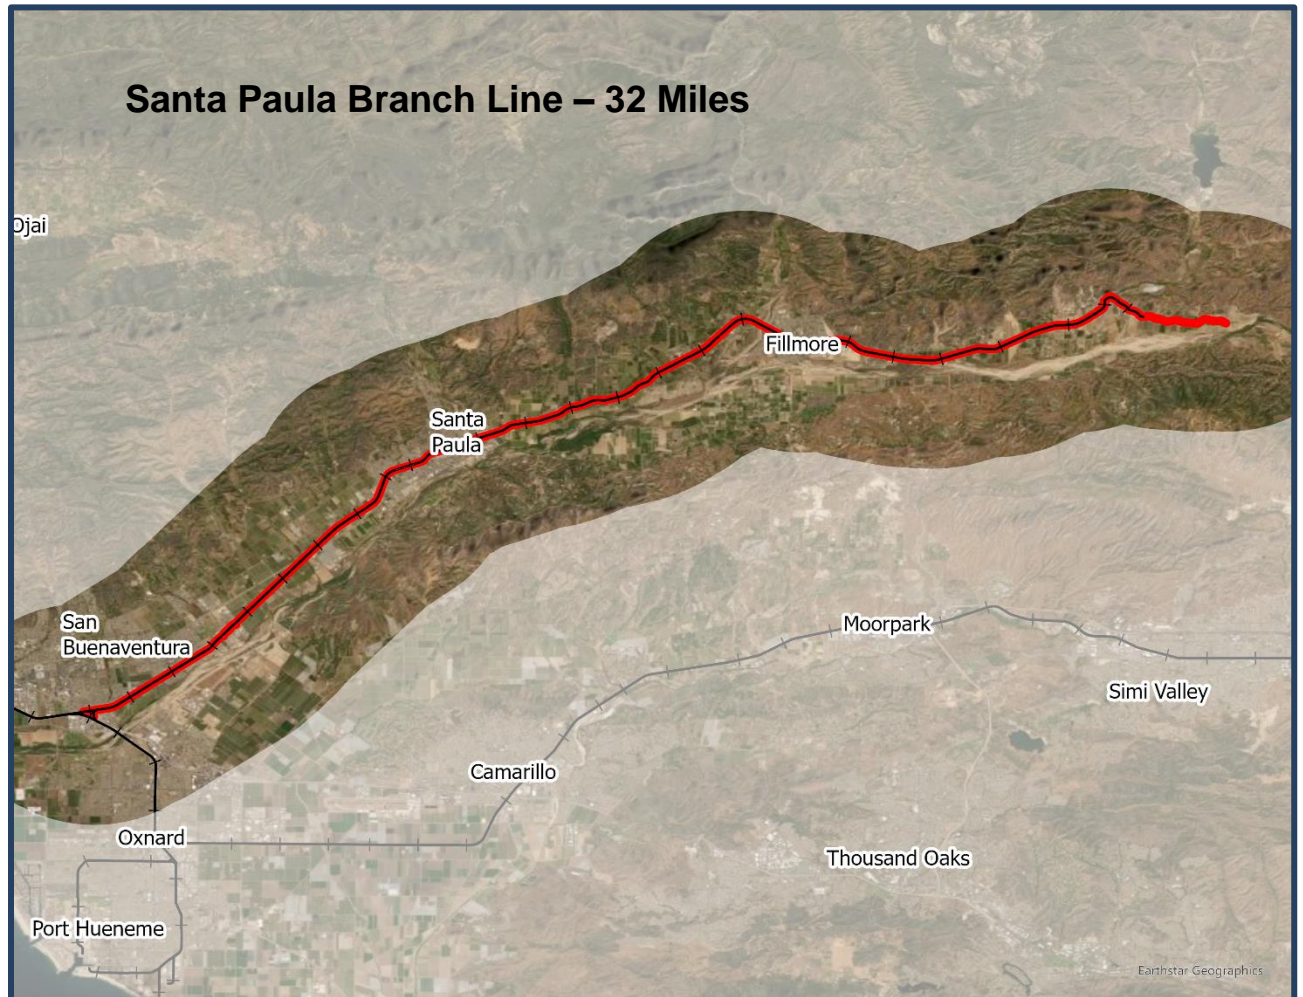 Santa Paula Branch Line – 32 Miles
Ojai
Fillmore
Santa
Paula
San
Buenaventura
Moorpark
Simi Valley
Camarillo
Oxnard
Thousand Oaks
Port Hueneme
Earthstar Geographics